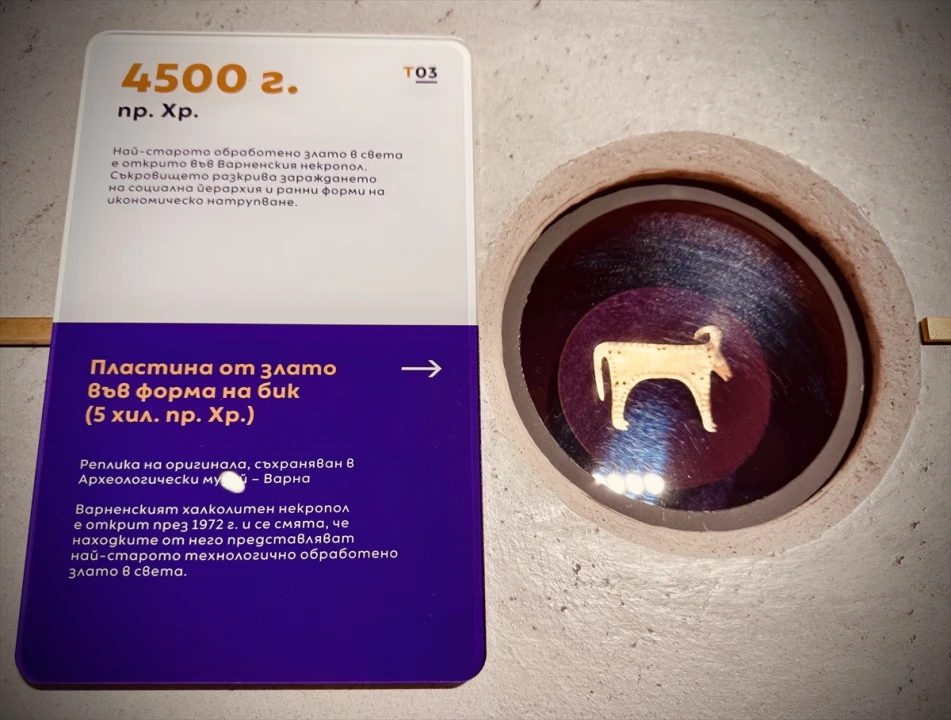 4500 г.
пр. Хр.
T03
Най-старото обработено злато в света
е открито във Варненския некропол.
Съкровището разкрива зараждането
на социална йерархия и ранни форми на
икономическо натрупване.
Пластина от злато →
във форма на бик
(5 хил. пр. Хр.)
Реплика на оригинала, съхраняван в
Археологически – Варна
Варненският халколитен некропол
е открит през 1972 г. и се смята, че
находките от него представляват
най-старото технологично обработено
злато в света.